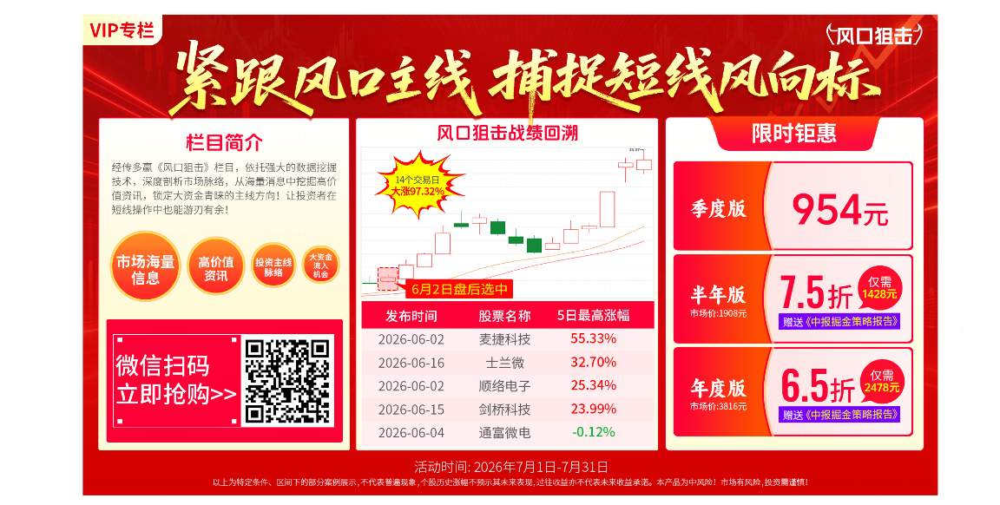 VIP专栏
风口狙击
紧跟风口主线 捕捉短线风向标
栏目简介
经传多赢《风口狙击》栏目，依托强大的数据挖掘
技术，深度剖析市场脉络，从海量消息中挖掘高价
值资讯，锁定大资金青睐的主线方向！让投资者在
短线操作中也能游刃有余！
市场海量
信息
高价值
资讯
投资主线
脉络
大资金
流入
机会
微信扫码
立即抢购>>
风口狙击战绩回溯
14个交易日
大涨97.32%
6月2日盘后选中
发布时间 股票名称 5日最高涨幅
2026-06-02 麦捷科技 55.33%
2026-06-16 士兰微 32.70%
2026-06-02 顺络电子 25.34%
2026-06-15 剑桥科技 23.99%
2026-06-04 通富微电 -0.12%
限时钜惠
季度版
954元
半年版
市场价:1908元
7.5折
仅需
1428元
赠送《中报掘金策略报告》
年度版
市场价:3816元
6.5折
仅需
2478元
赠送《中报掘金策略报告》
活动时间: 2026年7月1日-7月31日
以上为特定条件、区间下的部分案例展示,不代表普遍现象,个股历史涨幅不预示其未来表现,过往收益亦不代表未来收益承诺。本产品为中风险！市场有风险,投资需谨慎！